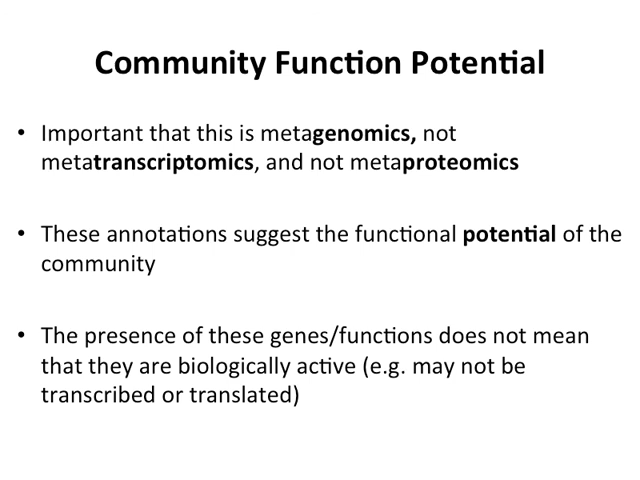 Community Function Potential
• Important that this is metagenomics, not
metatranscriptomics, and not metaproteomics
• These annotations suggest the functional potential of the
community
• The presence of these genes/functions does not mean
that they are biologically active (e.g. may not be
transcribed or translated)